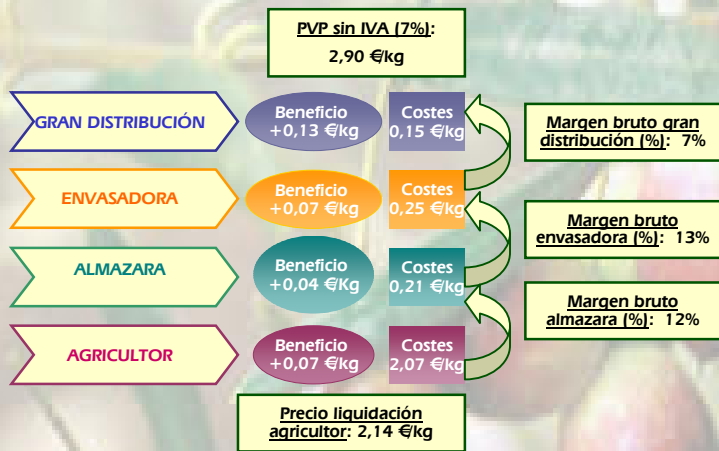 PVP sin IVA (7%):
2,90 €/kg
GRAN DISTRIBUCIÓN
Beneficio
+0,13 €/kg
Costes
0,15 €/kg
Margen bruto gran
distribución (%): 7%
ENVASADORA
Beneficio
+0,07 €/kg
Costes
0,25 €/kg
Margen bruto
envasadora (%): 13%
ALMAZARA
Beneficio
+0,04 €/Kg
Costes
0,21 €/Kg
Margen bruto
almazara (%): 12%
AGRICULTOR
Beneficio
+0,07 €/kg
Costes
2,07 €/kg
Precio liquidación
agricultor: 2,14 €/kg